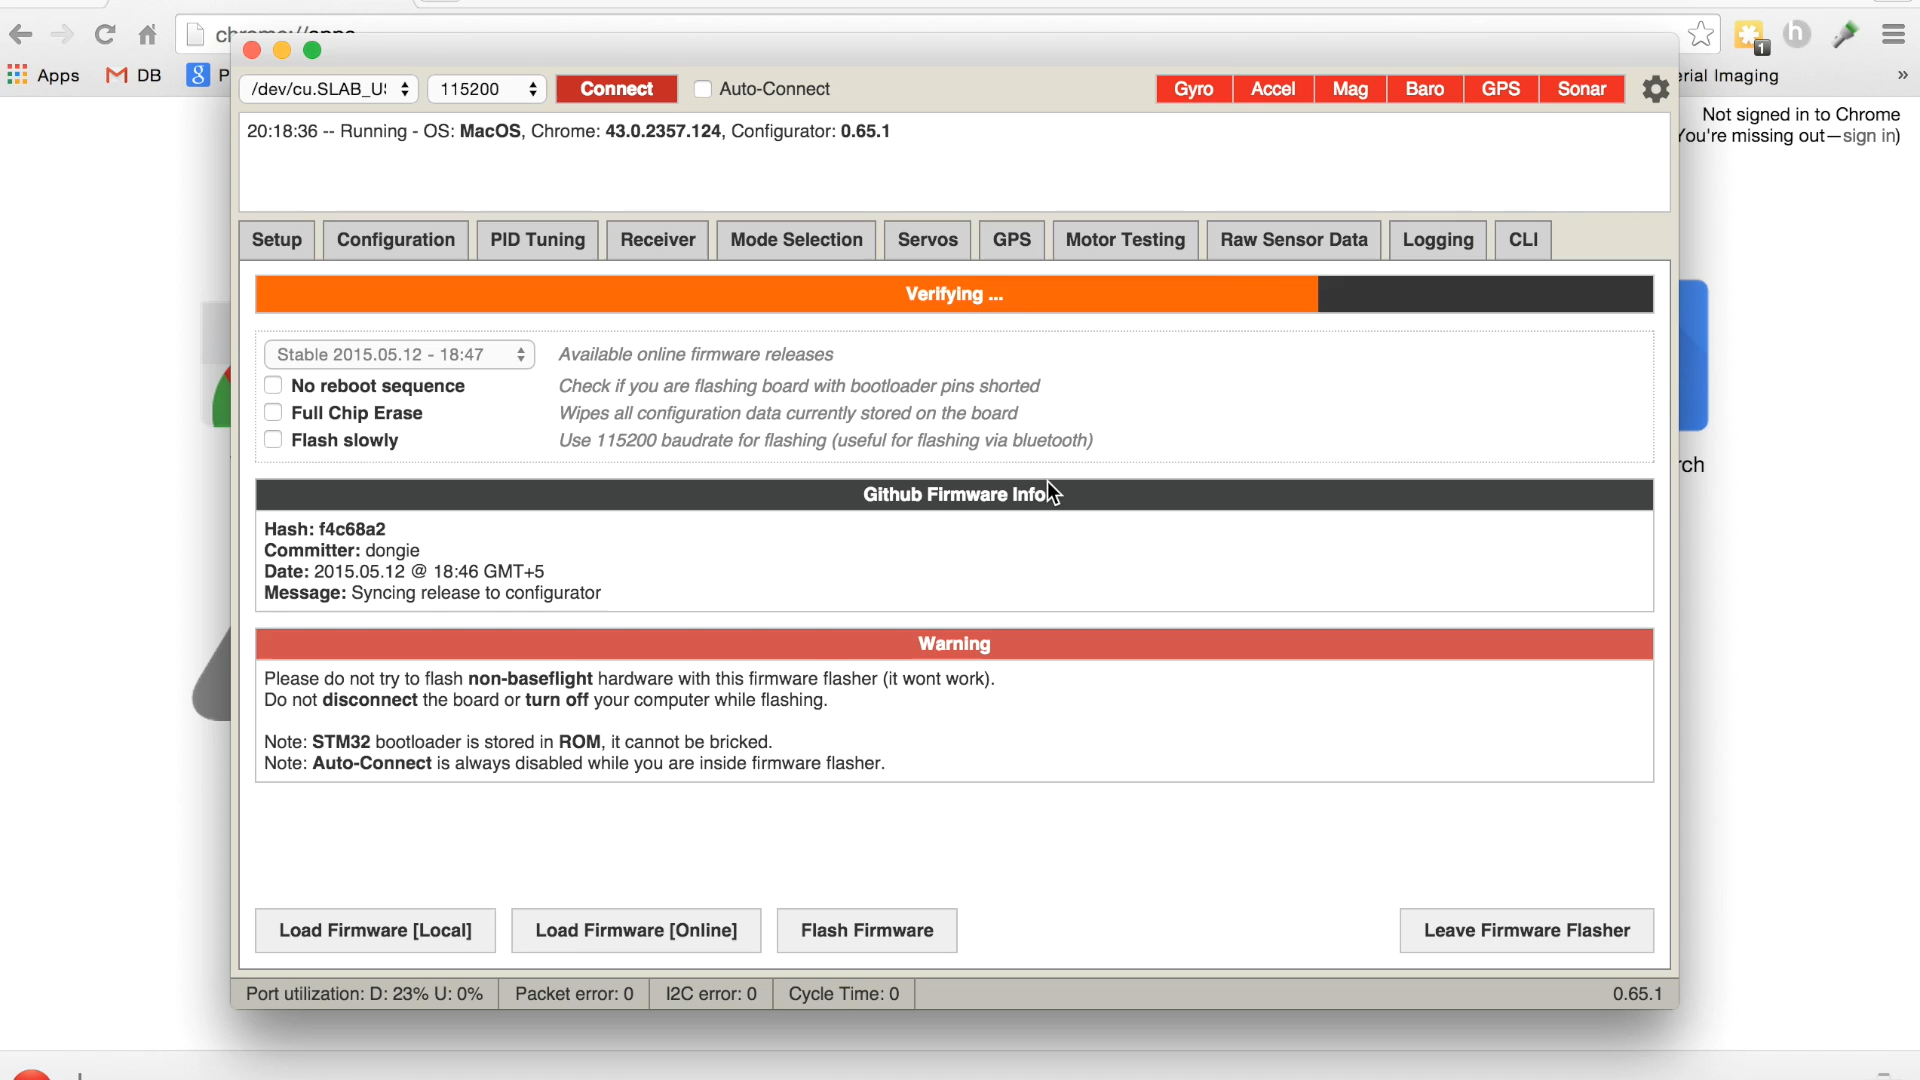 Apps DB
Not signed in to Chrome
You're missing out—sign in)
/dev/cu.SLAB_U 115200 Connect Auto-Connect Gyro Accel Mag Baro GPS Sonar
Imaging »
20:18:36 -- Running - OS: MacOS, Chrome: 43.0.2357.124, Configurator: 0.65.1
Setup Configuration PID Tuning Receiver Mode Selection Servos GPS Motor Testing Raw Sensor Data Logging CLI
Verifying ...
Stable 2015.05.12 - 18:47 Available online firmware releases
No reboot sequence Check if you are flashing board with bootloader pins shorted
Full Chip Erase Wipes all configuration data currently stored on the board
Flash slowly Use 115200 baudrate for flashing (useful for flashing via bluetooth)
Github Firmware Info
Hash: f4c68a2
Committer: dongie
Date: 2015.05.12 @ 18:46 GMT+5
Message: Syncing release to configurator
Warning
Please do not try to flash non-baseflight hardware with this firmware flasher (it wont work).
Do not disconnect the board or turn off your computer while flashing.
Note: STM32 bootloader is stored in ROM, it cannot be bricked.
Note: Auto-Connect is always disabled while you are inside firmware flasher.
Load Firmware [Local] Load Firmware [Online] Flash Firmware Leave Firmware Flasher
Port utilization: D: 23% U: 0% Packet error: 0 I2C error: 0 Cycle Time: 0 0.65.1